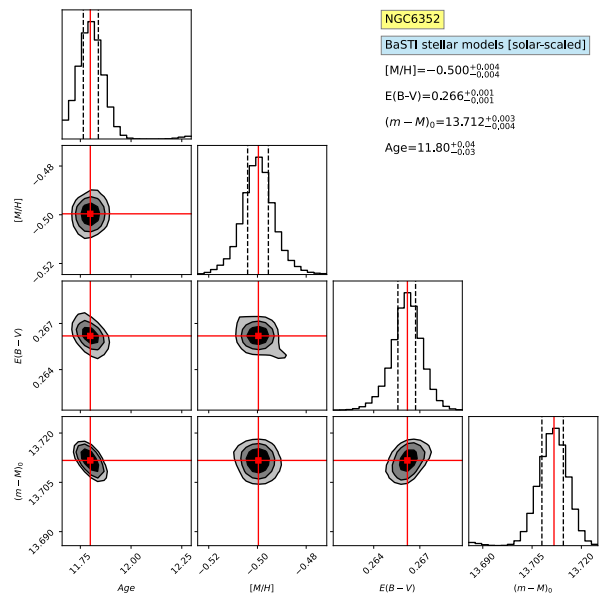 NGC6352
BaSTI stellar models [solar-scaled]
[M/H]=−0.500+0.004−0.004
E(B-V)=0.266+0.001−0.001
(m − M)0=13.712+0.003−0.004
Age=11.80+0.04−0.03
−0.48
−0.50
−0.52
[M/H]
0.267
0.264
E(B − V)
13.720
13.705
13.690
(m − M)0
11.75
12.00
12.25
Age
−0.52
−0.50
−0.48
[M/H]
0.264
0.267
E(B − V)
13.690
13.705
13.720
(m − M)0